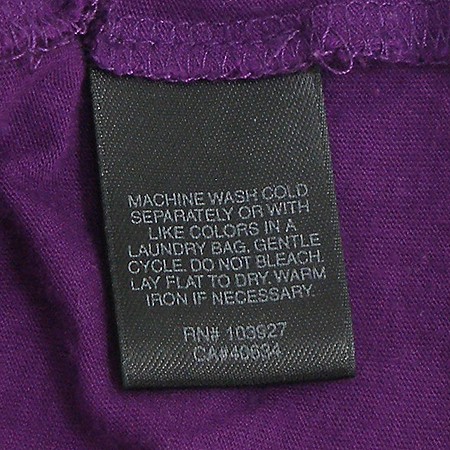 MACHINE WASH COLD
SEPARATELY OR WITH
LIKE COLORS IN A
LAUNDRY BAG. GENTLE
CYCLE. DO NOT BLEACH.
LAY FLAT TO DRY. WARM
IRON IF NECESSARY.
RN# 103927
CA#40634